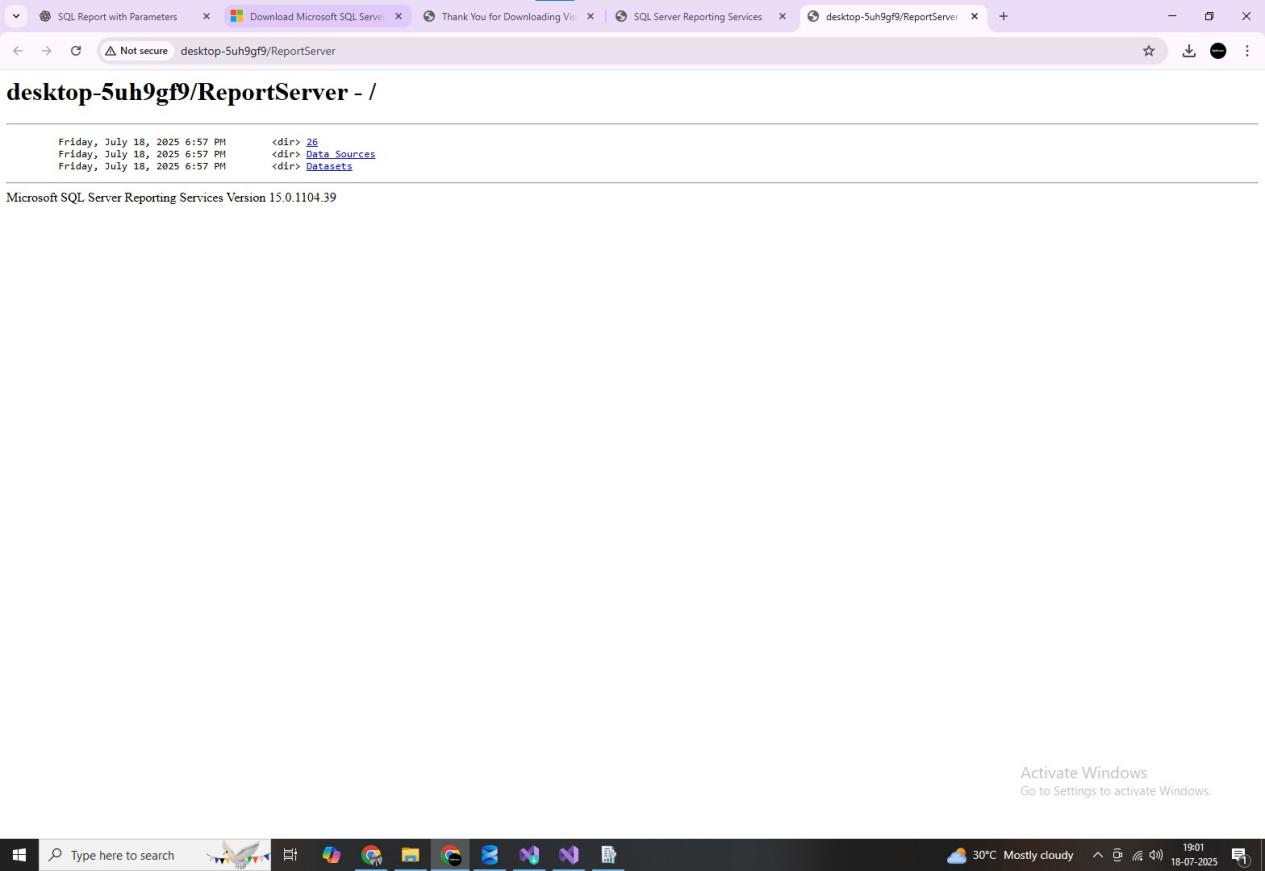 SQL Report with Parameters
Download Microsoft SQL Serve
Thank You for Downloading Vis
SQL Server Reporting Services
desktop-5uh9gf9/ReportServer
Not secure
desktop-5uh9gf9/ReportServer
desktop-5uh9gf9/ReportServer - /
Friday, July 18, 2025 6:57 PM <dir> 26
Friday, July 18, 2025 6:57 PM <dir> Data Sources
Friday, July 18, 2025 6:57 PM <dir> Datasets
Microsoft SQL Server Reporting Services Version 15.0.1104.39
Activate Windows
Go to Settings to activate Windows.
Type here to search
30°C Mostly cloudy
19:01
18-07-2025
1